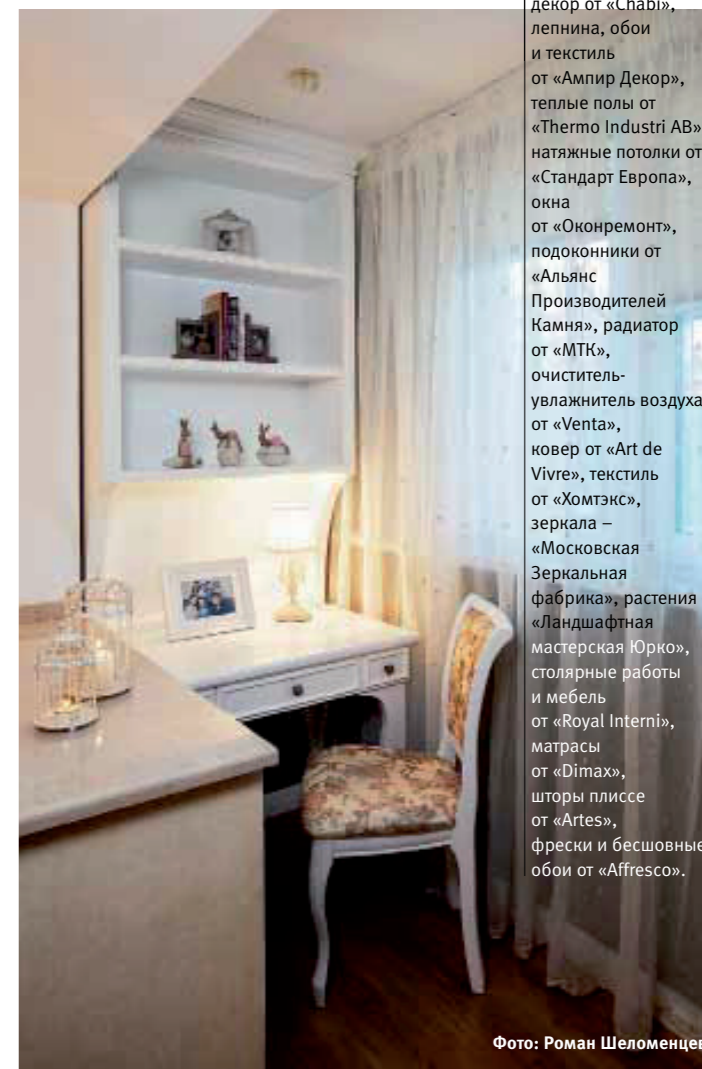 декор от «Chabi»,
лепнина, обои
и текстиль
от «Ампир Декор»,
теплые полы от
«Thermo Industri AB»
натяжные потолки от
«Стандарт Европа»,
окна
от «Оконремонт»,
подоконники от
«Альянс
Производителей
Камня», радиатор
от «МТК»,
очиститель-
увлажнитель воздуха
от «Venta»,
ковер от «Art de
Vivre», текстиль
от «Хомтэкс»,
зеркала –
«Московская
Зеркальная
фабрика», растения
«Ландшафтная
мастерская Юрко»,
столярные работы
и мебель
от «Royal Interni»,
матрасы
от «Dimax»,
шторы плиссе
от «Artes»,
фрески и бесшовные
обои от «Affresco».
Фото: Роман Шеломенцев